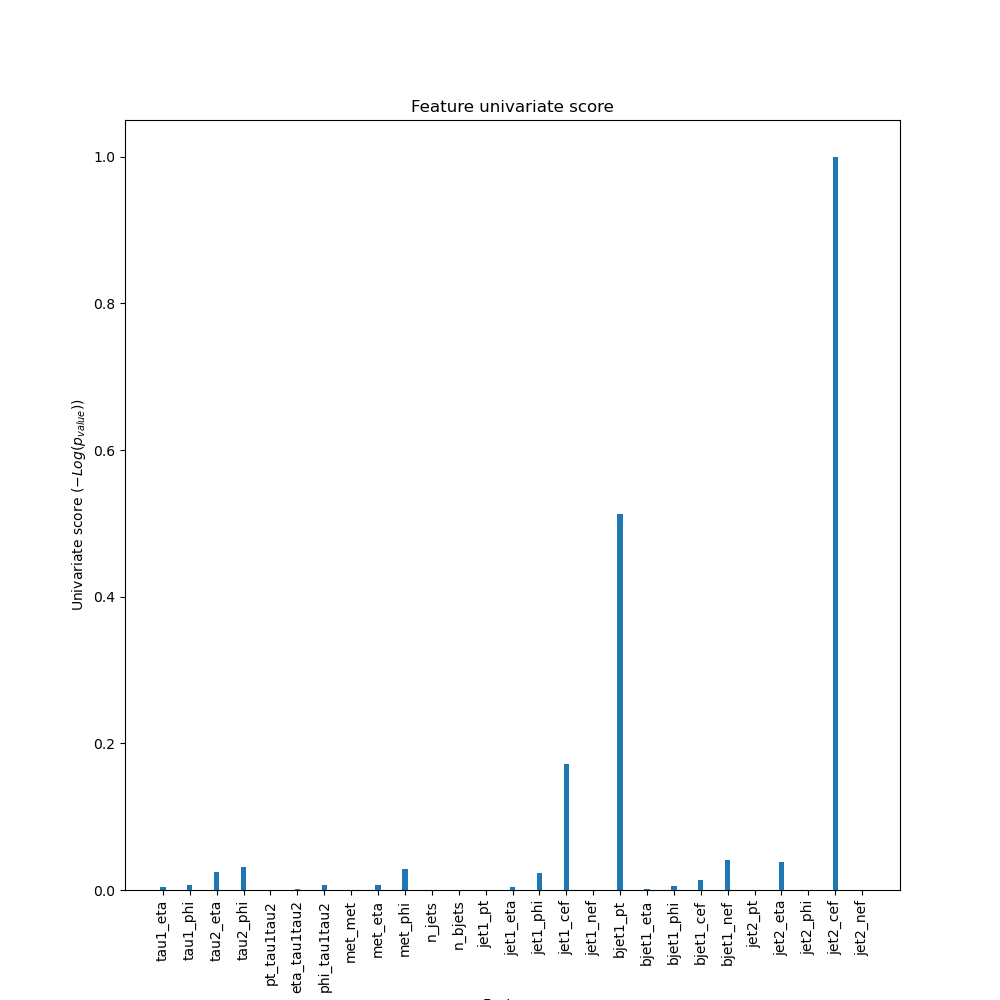 Feature univariate score
Univariate score (−Log(p_value))
1.0
0.8
0.6
0.4
0.2
0.0
tau1_eta
tau1_phi
tau2_eta
tau2_phi
pt_tau1tau2
eta_tau1tau2
phi_tau1tau2
met_met
met_eta
met_phi
n_jets
n_bjets
jet1_pt
jet1_eta
jet1_phi
jet1_cef
jet1_nef
bjet1_pt
bjet1_eta
bjet1_phi
bjet1_cef
bjet1_nef
jet2_pt
jet2_eta
jet2_phi
jet2_cef
jet2_nef